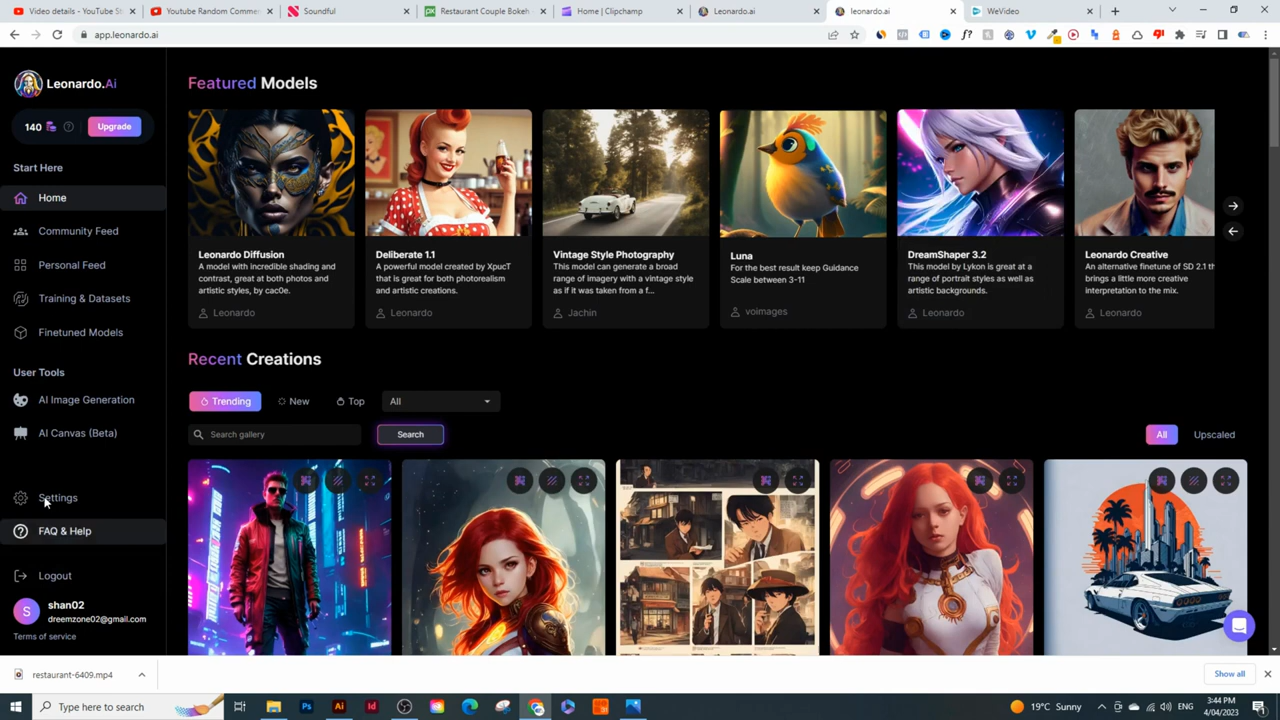 Video details - YouTube St
Youtube Random Comme
Soundful
Restaurant Couple Bokeh
Home | Clipchamp
Leonardo.ai
leonardo.ai
WeVideo
app.leonardo.ai
Leonardo.Ai
140
Upgrade
Start Here
Home
Community Feed
Personal Feed
Training & Datasets
Finetuned Models
User Tools
AI Image Generation
AI Canvas (Beta)
Settings
FAQ & Help
Logout
S
shan02
dreemzone02@gmail.com
Terms of service
Featured Models
Leonardo Diffusion
A model with incredible shading and
contrast, great at both photos and
artistic styles, by cac0e.
Leonardo
Deliberate 1.1
A powerful model created by XpucT
that is great for both photorealism
and artistic creations.
Leonardo
Vintage Style Photography
This model can generate a broad
range of imagery with a vintage style
as if it was taken from a f...
Jachin
Luna
For the best result keep Guidance
Scale between 3-11
voimages
DreamShaper 3.2
This model by Lykon is great at a
range of portrait styles as well as
artistic backgrounds.
Leonardo
Leonardo Creative
An alternative finetune of SD 2.1 th
brings a little more creative
interpretation to the mix.
Leonardo
Recent Creations
Trending
New
Top
All
Search gallery
Search
All
Upscaled
restaurant-6409.mp4
Show all
Type here to search
Ps
Ai
Id
19°C Sunny
ENG
3:44 PM
4/04/2023